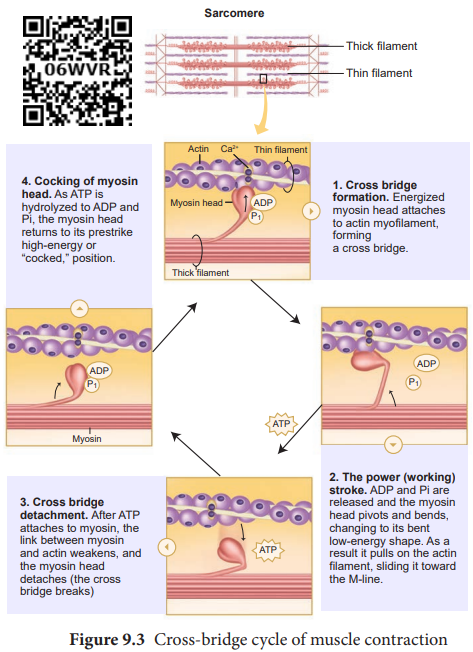 Sarcomere
06WVR
Thick filament
Thin filament
Actin Ca²⁺ Thin filament
Myosin head
ADP
P₁
Thick filament
1. Cross bridge
formation. Energized
myosin head attaches
to actin myofilament,
forming
a cross bridge.
ADP
P₁
ATP
2. The power (working)
stroke. ADP and Pi are
released and the myosin
head pivots and bends,
changing to its bent
low-energy shape. As a
result it pulls on the actin
filament, sliding it toward
the M-line.
ATP
3. Cross bridge
detachment. After ATP
attaches to myosin, the
link between myosin
and actin weakens, and
the myosin head
detaches (the cross
bridge breaks)
4. Cocking of myosin
head. As ATP is
hydrolyzed to ADP and
Pi, the myosin head
returns to its prestrike
high-energy or
“cocked,” position.
ADP
P₁
Myosin
Figure 9.3 Cross-bridge cycle of muscle contraction